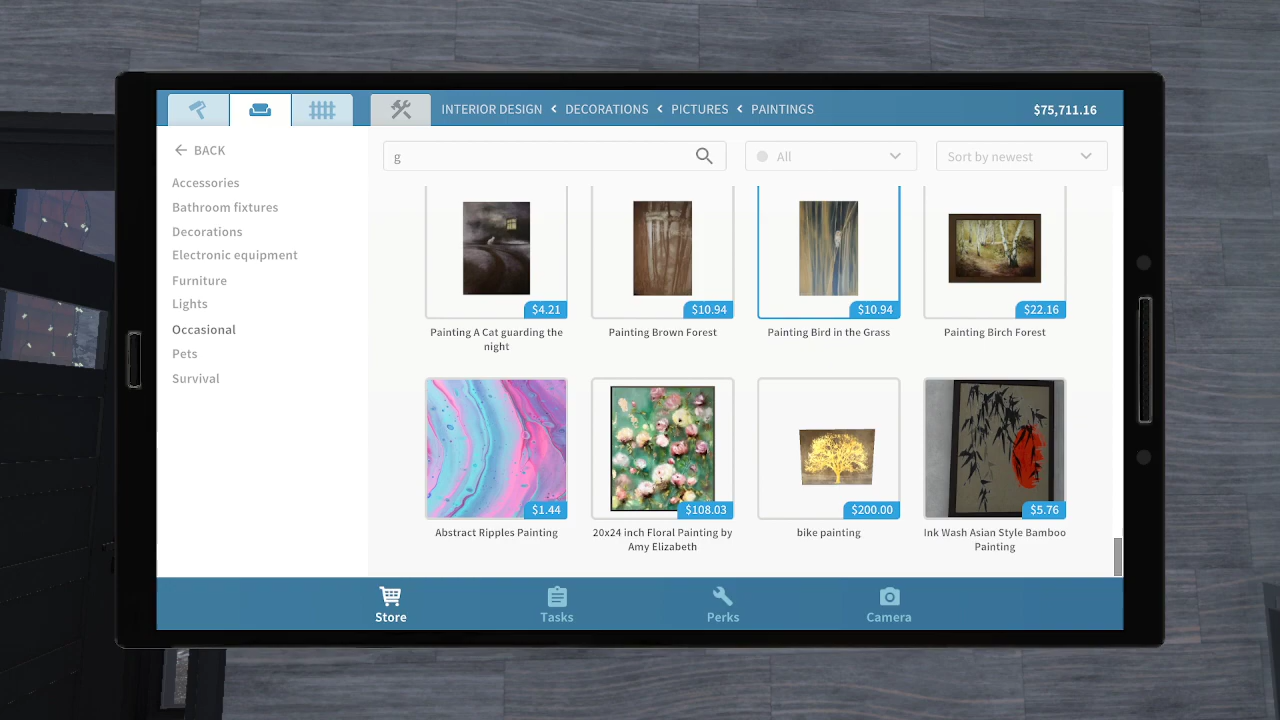 INTERIOR DESIGN < DECORATIONS < PICTURES < PAINTINGS
$75,711.16
BACK
g
All
Sort by newest
Accessories
Bathroom fixtures
Decorations
Electronic equipment
Furniture
Lights
Occasional
Pets
Survival
$4.21
$10.94
$10.94
$22.16
Painting A Cat guarding the
night
Painting Brown Forest
Painting Bird in the Grass
Painting Birch Forest
$1.44
$108.03
$200.00
$5.76
Abstract Ripples Painting
20x24 inch Floral Painting by
Amy Elizabeth
bike painting
Ink Wash Asian Style Bamboo
Painting
Store
Tasks
Perks
Camera